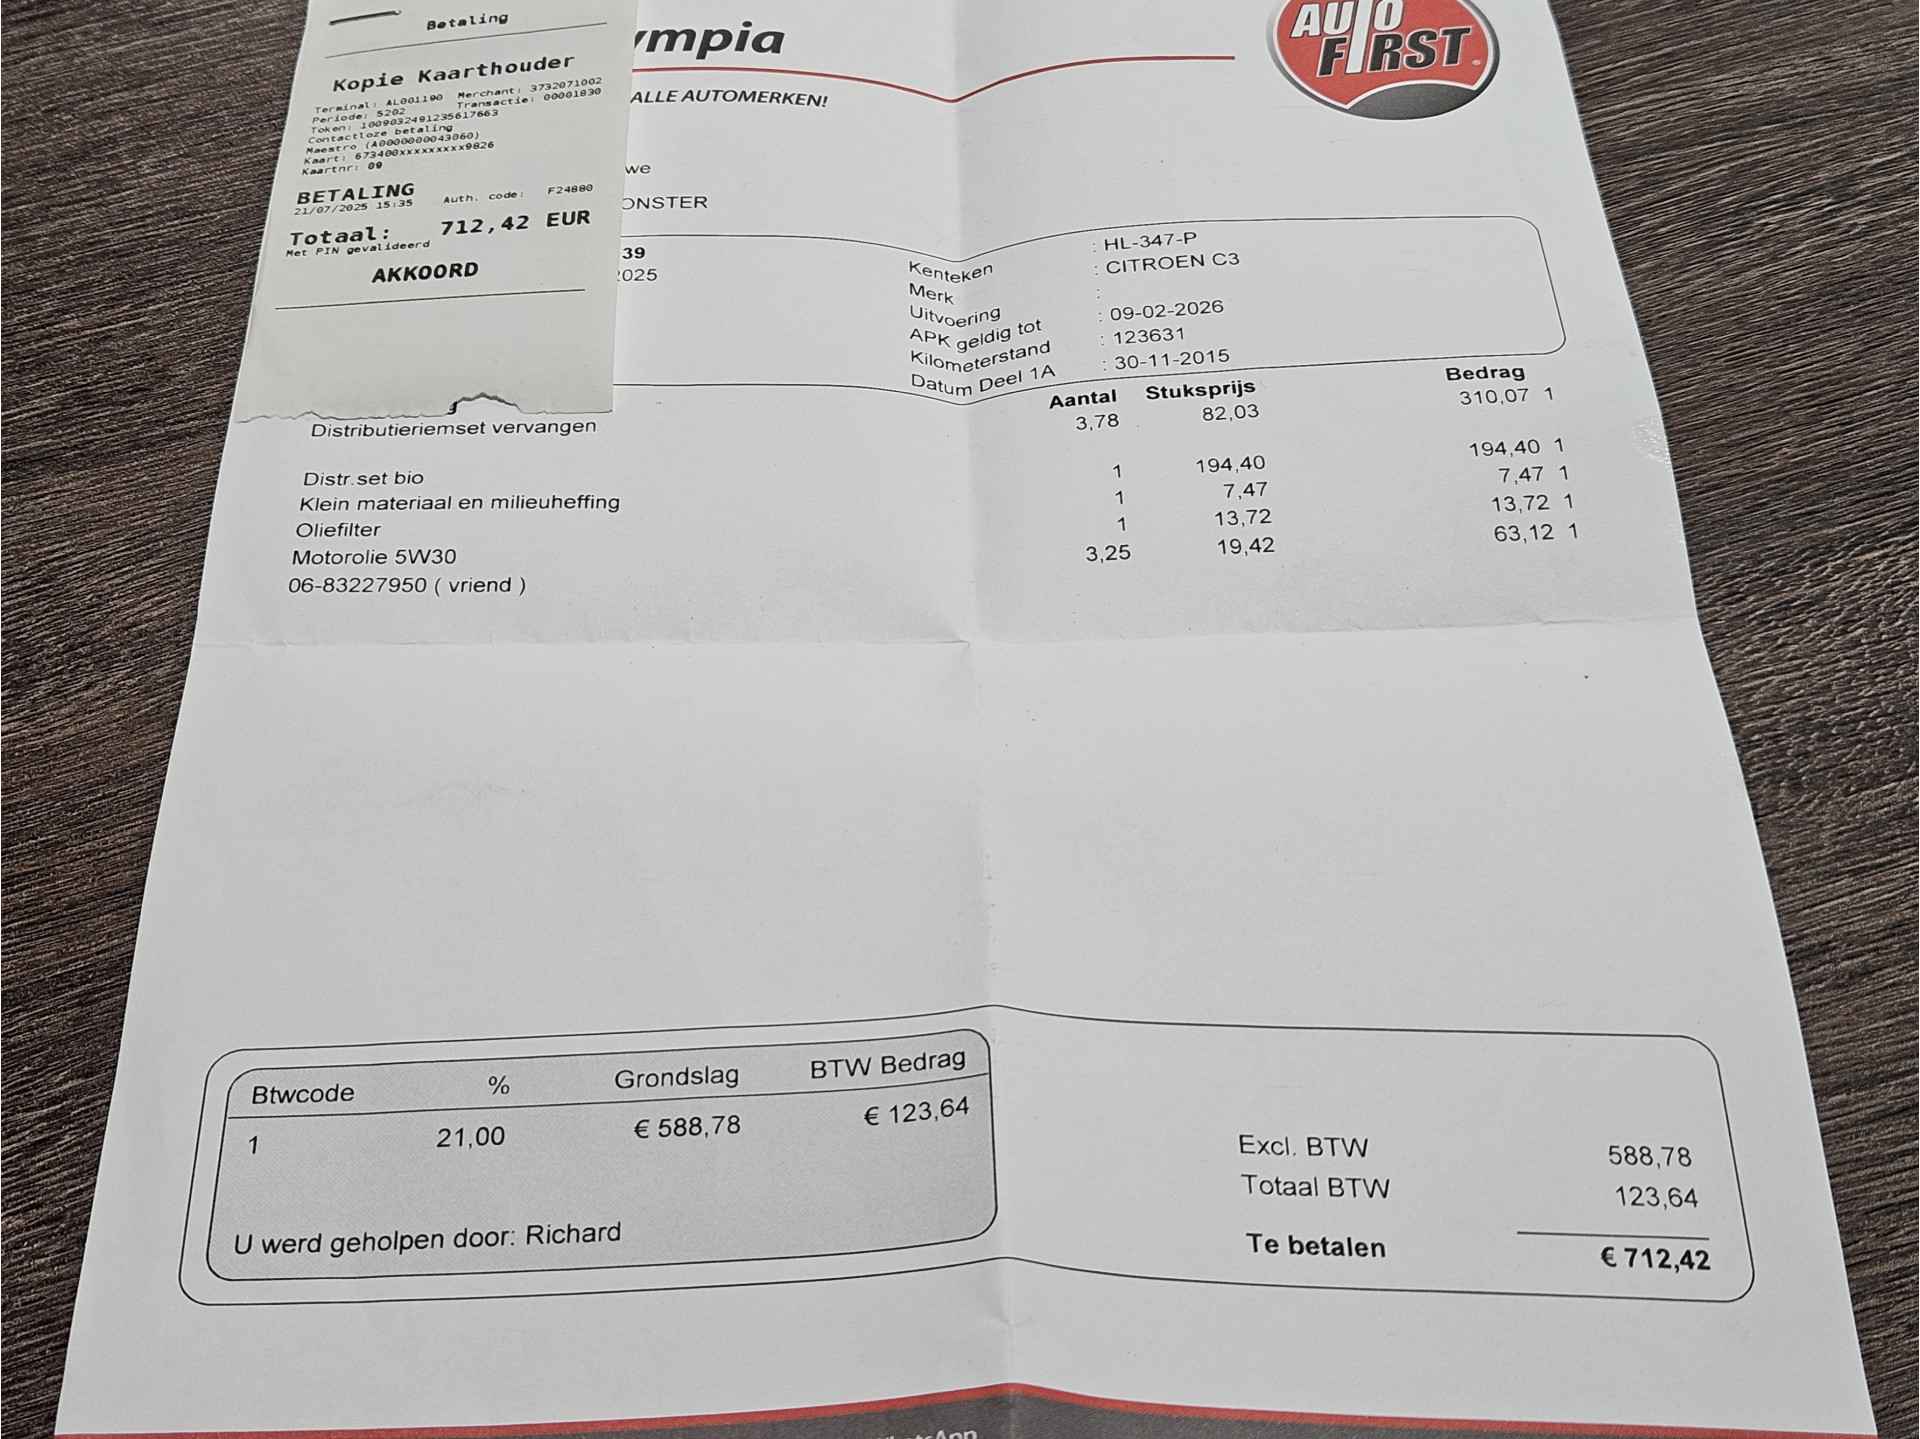 Betaling
Kopie Kaarthouder
Terminal: AL001190 Merchant: 3732071002
Periode: 5202 Transactie: 00001830
Token: 1009032491235617663
Contactloze betaling
Maestro (A0000000043060)
Kaart: 673400xxxxxxxxx9826
Kaartnr: 09
BETALING
21/07/2025 15:35 Auth. code: F24880
Totaal: 712,42 EUR
Met PIN gevalideerd
AKKOORD
ympia
AUTO
FIRST
ALLE AUTOMERKEN!
we
ONSTER
39
2025
Kenteken : HL-347-P
Merk : CITROEN C3
Uitvoering :
APK geldig tot : 09-02-2026
Kilometerstand : 123631
Datum Deel 1A : 30-11-2015
Aantal Stuksprijs Bedrag
Distributieriemset vervangen 3,78 82,03 310,07 1
Distr.set bio 1 194,40 194,40 1
Klein materiaal en milieuheffing 1 7,47 7,47 1
Oliefilter 1 13,72 13,72 1
Motorolie 5W30 3,25 19,42 63,12 1
06-83227950 ( vriend )
Btwcode % Grondslag BTW Bedrag
1 21,00 € 588,78 € 123,64
U werd geholpen door: Richard
Excl. BTW 588,78
Totaal BTW 123,64
Te betalen € 712,42